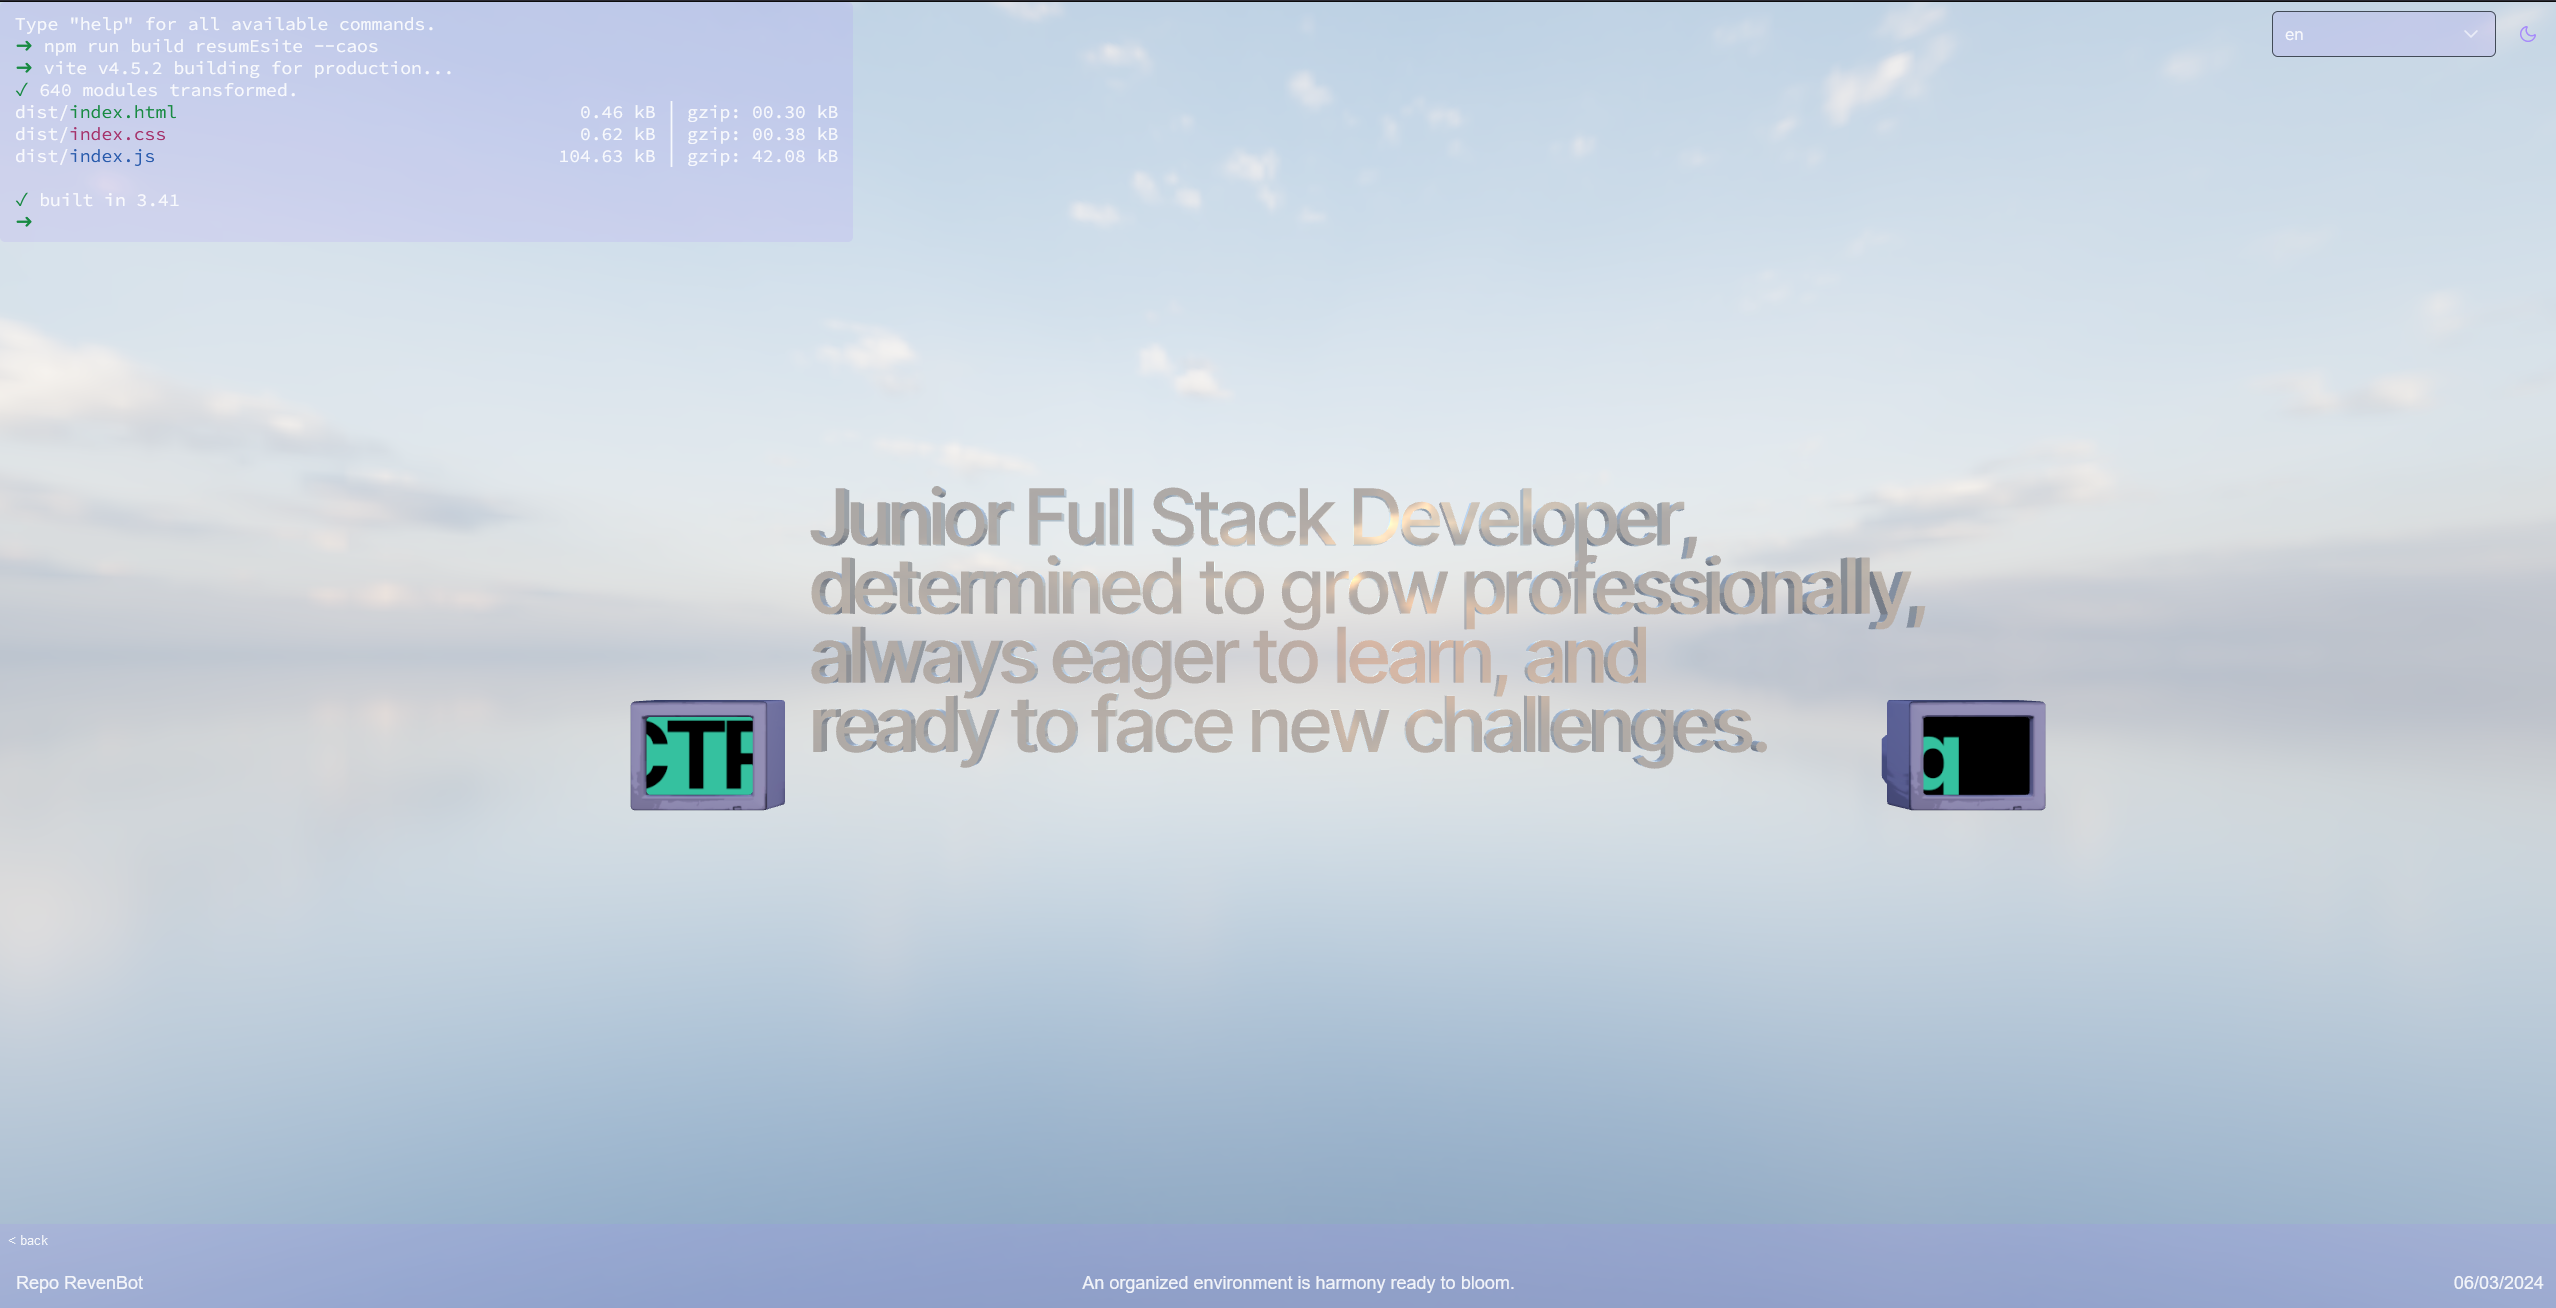 Type "help" for all available commands.
➜ npm run build resumEsite --caos
➜ vite v4.5.2 building for production...
✓ 640 modules transformed.
dist/index.html 0.46 kB │ gzip: 00.30 kB
dist/index.css 0.62 kB │ gzip: 00.38 kB
dist/index.js 104.63 kB │ gzip: 42.08 kB
✓ built in 3.41
➜
en
Junior Full Stack Developer,
determined to grow professionally,
always eager to learn, and
ready to face new challenges.
< back
Repo RevenBot
An organized environment is harmony ready to bloom.
06/03/2024